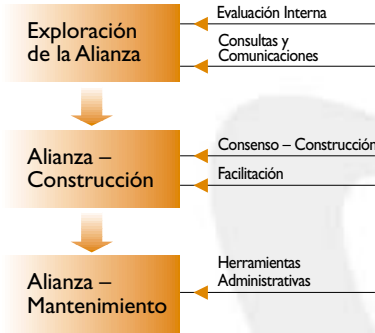 Exploración
de la Alianza
Evaluación Interna
Consultas y
Comunicaciones
Alianza –
Construcción
Consenso – Construcción
Facilitación
Alianza –
Mantenimiento
Herramientas
Administrativas